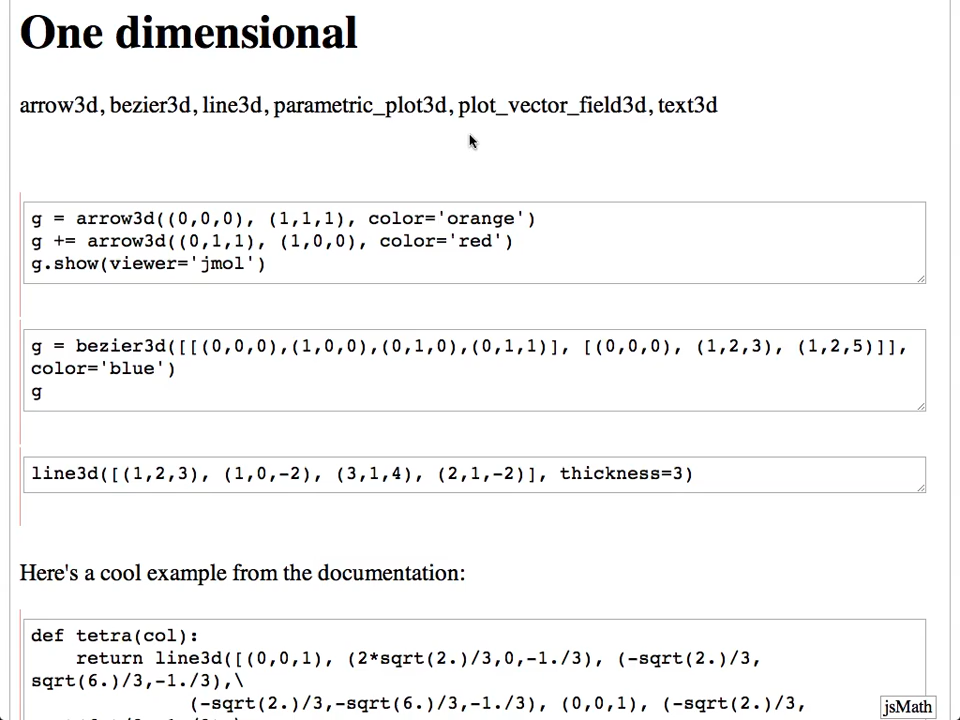 One dimensional
arrow3d, bezier3d, line3d, parametric_plot3d, plot_vector_field3d, text3d
g = arrow3d((0,0,0), (1,1,1), color='orange')
g += arrow3d((0,1,1), (1,0,0), color='red')
g.show(viewer='jmol')
g = bezier3d([[(0,0,0),(1,0,0),(0,1,0),(0,1,1)], [(0,0,0), (1,2,3), (1,2,5)]],
color='blue')
g
line3d([(1,2,3), (1,0,-2), (3,1,4), (2,1,-2)], thickness=3)
Here's a cool example from the documentation:
def tetra(col):
    return line3d([(0,0,1), (2*sqrt(2.)/3,0,-1./3), (-sqrt(2.)/3,
sqrt(6.)/3,-1./3),\
              (-sqrt(2.)/3,-sqrt(6.)/3,-1./3), (0,0,1), (-sqrt(2.)/3,
jsMath